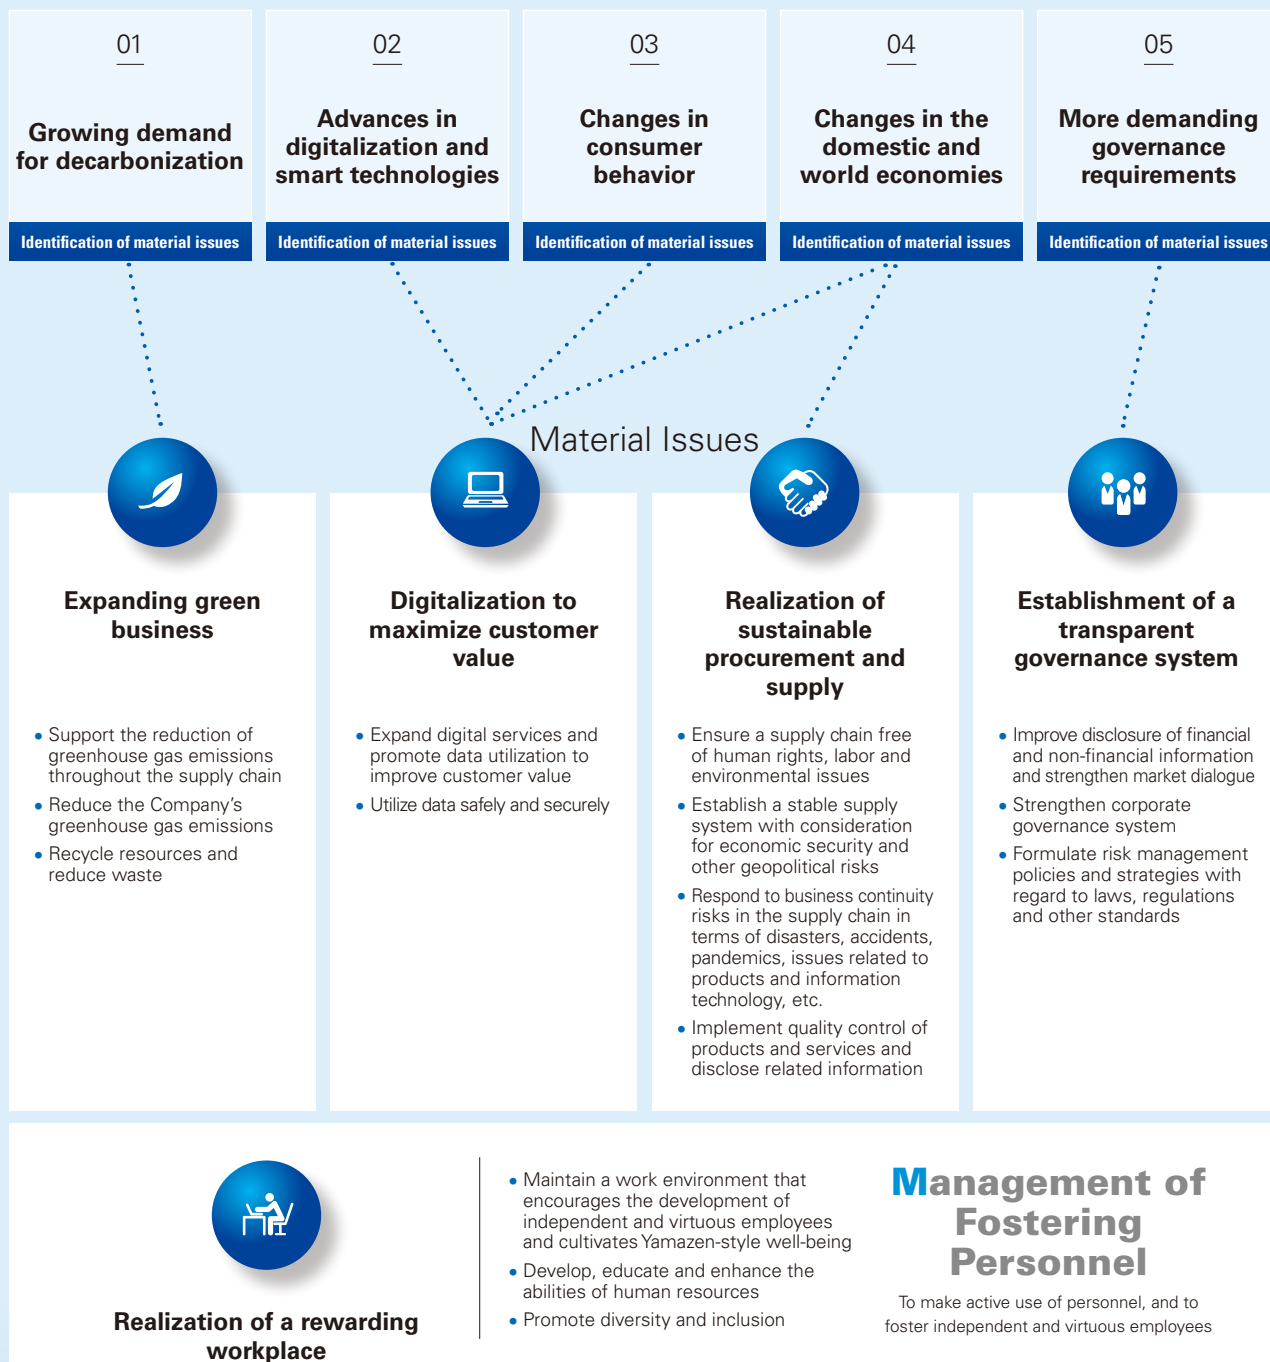 01
Growing demand
for decarbonization
Identification of material issues
02
Advances in
digitalization and
smart technologies
Identification of material issues
03
Changes in
consumer
behavior
Identification of material issues
04
Changes in the
domestic and
world economies
Identification of material issues
05
More demanding
governance
requirements
Identification of material issues
Material Issues
Expanding green
business
• Support the reduction of
greenhouse gas emissions
throughout the supply chain
• Reduce the Company's
greenhouse gas emissions
• Recycle resources and
reduce waste
Digitalization to
maximize customer
value
• Expand digital services and
promote data utilization to
improve customer value
• Utilize data safely and securely
Realization of
sustainable
procurement and
supply
• Ensure a supply chain free
of human rights, labor and
environmental issues
• Establish a stable supply
system with consideration
for economic security and
other geopolitical risks
• Respond to business continuity
risks in the supply chain in
terms of disasters, accidents,
pandemics, issues related to
products and information
technology, etc.
• Implement quality control of
products and services and
disclose related information
Establishment of a
transparent
governance system
• Improve disclosure of financial
and non-financial information
and strengthen market dialogue
• Strengthen corporate
governance system
• Formulate risk management
policies and strategies with
regard to laws, regulations
and other standards
Realization of a rewarding
workplace
• Maintain a work environment that
encourages the development of
independent and virtuous employees
and cultivates Yamazen-style well-being
• Develop, educate and enhance the
abilities of human resources
• Promote diversity and inclusion
Management of
Fostering
Personnel
To make active use of personnel, and to
foster independent and virtuous employees